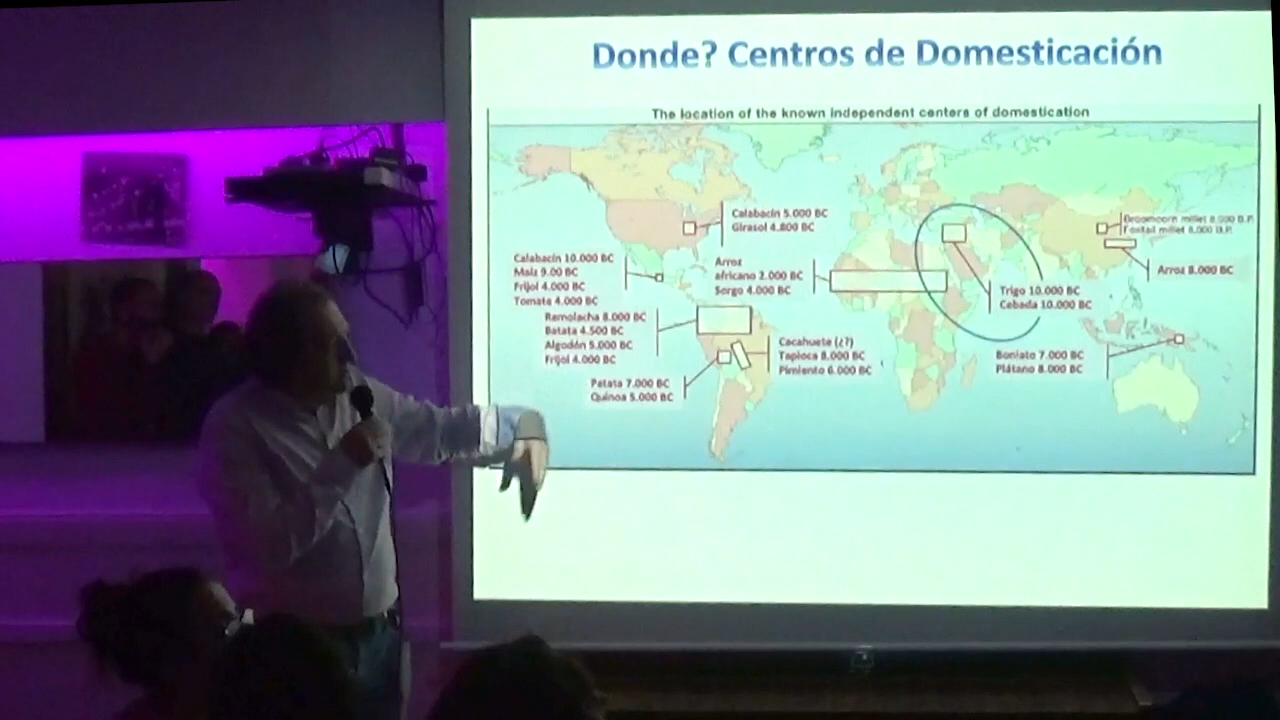 Donde? Centros de Domesticación
The location of the known independent centers of domestication
Calabacín 5.000 BC
Girasol 4.800 BC
Calabacín 10.000 BC
Maíz 9.00 BC
Frijol 4.000 BC
Tomate 4.000 BC
Arroz
africano 2.000 BC
Sorgo 4.000 BC
Broomcorn millet 8.000 B.P.
Foxtail millet 8.000 B.P.
Arroz 8.000 BC
Trigo 10.000 BC
Cebada 10.000 BC
Remolacha 8.000 BC
Batata 4.500 BC
Algodón 5.000 BC
Frijol 4.000 BC
Cacahuete (¿?)
Tapioca 8.000 BC
Pimiento 6.000 BC
Boniato 7.000 BC
Plátano 8.000 BC
Patata 7.000 BC
Quinoa 5.000 BC